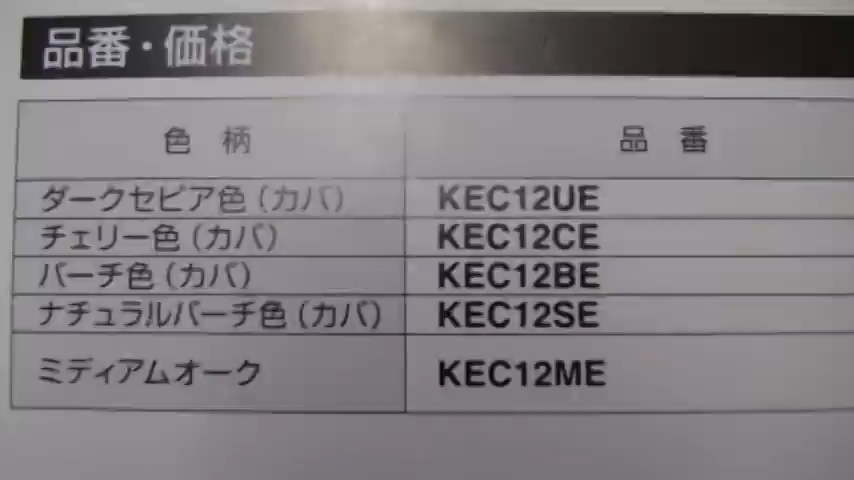 品番・価格
色柄 品番
ダークセピア色(カバ) KEC12UE
チェリー色(カバ) KEC12CE
バーチ色(カバ) KEC12BE
ナチュラルバーチ色(カバ) KEC12SE
ミディアムオーク KEC12ME